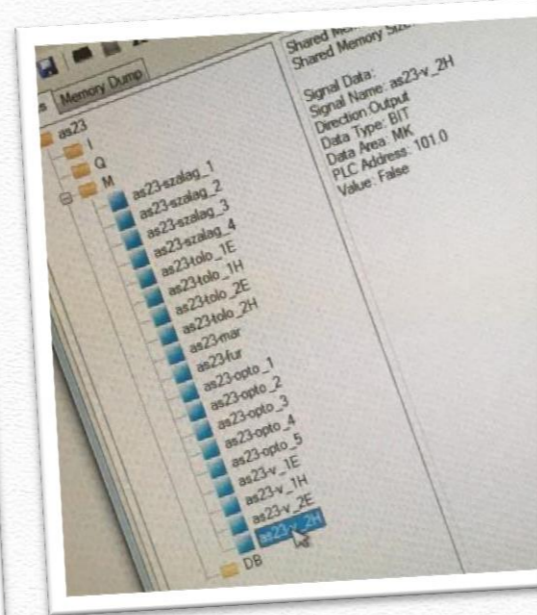 Memory Dump
as23
I
Q
M
as23-szalag_1
as23-szalag_2
as23-szalag_3
as23-szalag_4
as23-tolo_1E
as23-tolo_1H
as23-tolo_2E
as23-tolo_2H
as23-mar
as23-fur
as23-opto_1
as23-opto_2
as23-opto_3
as23-opto_4
as23-opto_5
as23-v_1E
as23-v_1H
as23-v_2E
as23-v_2H
DB
Shared Memory Size
Signal Data:
Signal Name: as23-v_2H
Direction:Output
Data Type: BIT
Data Area: MK
PLC Address: 101.0
Value: False